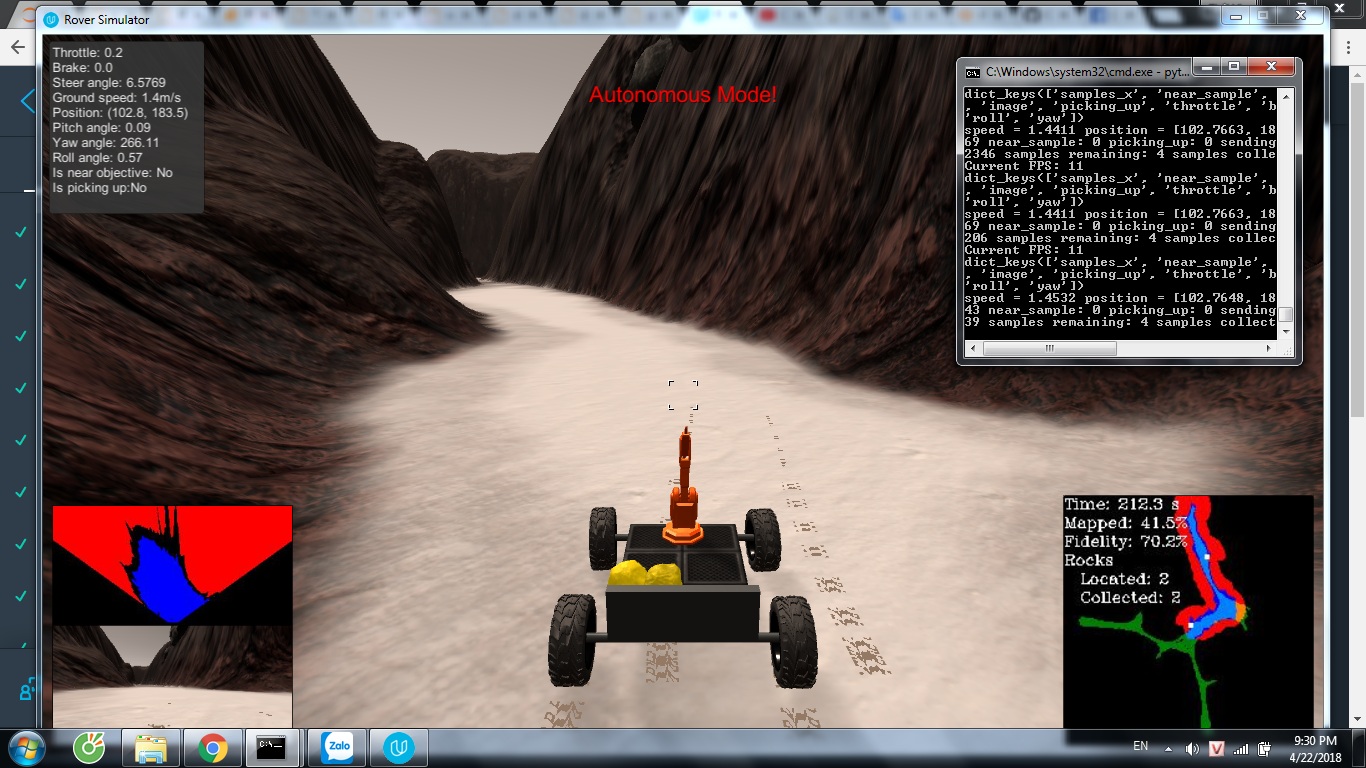 Rover Simulator
Throttle: 0.2
Brake: 0.0
Steer angle: 6.5769
Ground speed: 1.4m/s
Position: (102.8, 183.5)
Pitch angle: 0.09
Yaw angle: 266.11
Roll angle: 0.57
Is near objective: No
Is picking up:No
Autonomous Mode!
C:\Windows\system32\cmd.exe - pyt...
dict_keys(['samples_x', 'near_sample',
, 'image', 'picking_up', 'throttle', 'b
'roll', 'yaw'])
speed = 1.4411 position = [102.7663, 18
69 near_sample: 0 picking_up: 0 sending
2346 samples remaining: 4 samples colle
Current FPS: 11
dict_keys(['samples_x', 'near_sample',
, 'image', 'picking_up', 'throttle', 'b
'roll', 'yaw'])
speed = 1.4411 position = [102.7663, 18
69 near_sample: 0 picking_up: 0 sending
206 samples remaining: 4 samples collec
Current FPS: 11
dict_keys(['samples_x', 'near_sample',
, 'image', 'picking_up', 'throttle', 'b
'roll', 'yaw'])
speed = 1.4532 position = [102.7648, 18
43 near_sample: 0 picking_up: 0 sending
39 samples remaining: 4 samples collect
Time: 212.3 s
Mapped: 41.5%
Fidelity: 70.2%
Rocks
Located: 2
Collected: 2
C:\
Zalo
EN
V
9:30 PM
4/22/2018